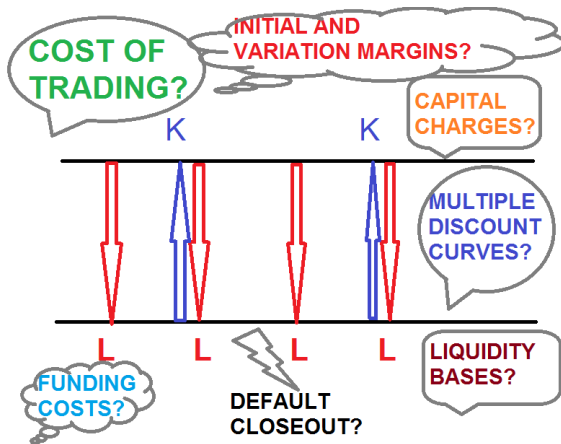 COST OF
TRADING?
INITIAL AND
VARIATION MARGINS?
CAPITAL
CHARGES?
K
K
MULTIPLE
DISCOUNT
CURVES?
L
L
L
L
FUNDING
COSTS?
DEFAULT
CLOSEOUT?
LIQUIDITY
BASES?